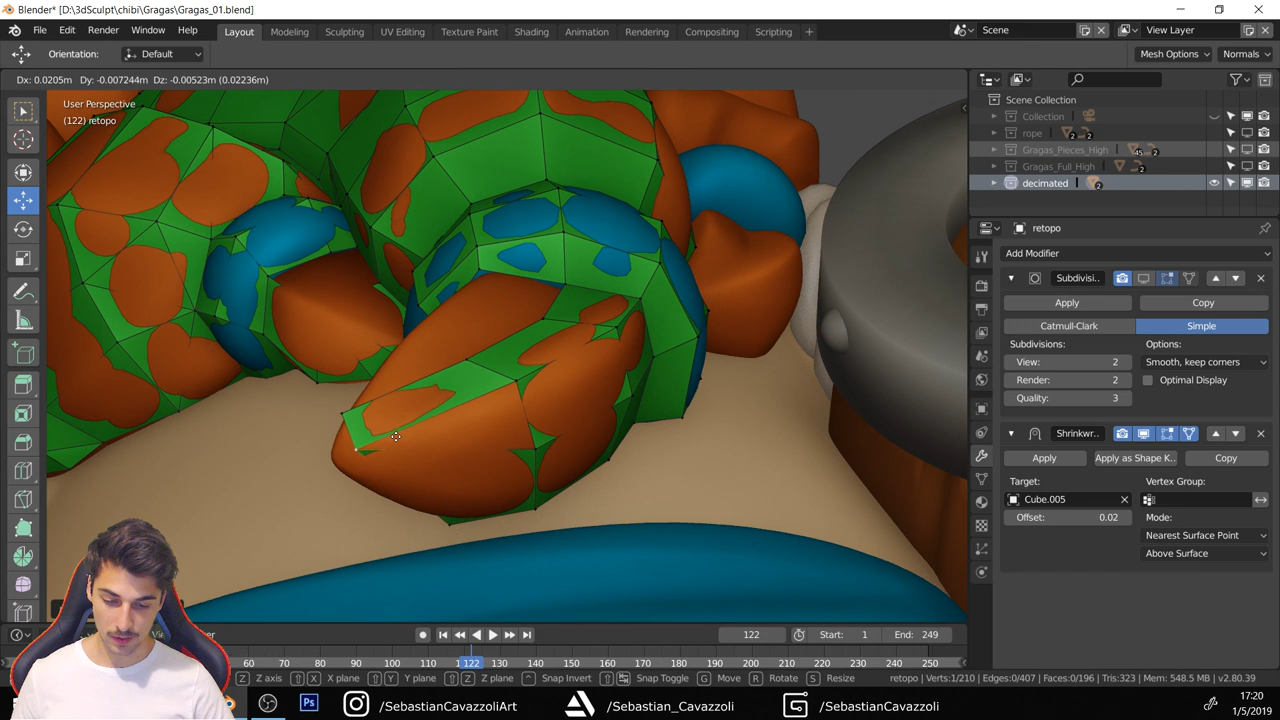 Blender* [D:\3dSculpt\chibi\Gragas\Gragas_01.blend]
File Edit Render Window Help Layout Modeling Sculpting UV Editing Texture Paint Shading Animation Rendering Compositing Scripting + Scene View Layer
Orientation: Default Mesh Options Normals
Dx: 0.0205m Dy: -0.007244m Dz: -0.00523m (0.02236m)
User Perspective
(122) retopo
Scene Collection
Collection
rope 2 2
Gragas_Pieces_High 45 2
Gragas_Full_High 2
decimated 2
retopo
Add Modifier
Subdivisi..
Apply Copy
Catmull-Clark Simple
Subdivisions: Options:
View: 2 Smooth, keep corners
Render: 2 Optimal Display
Quality: 3
Shrinkwr..
Apply Apply as Shape K.. Copy
Target: Vertex Group:
Cube.005
Offset: 0.02 Mode:
Nearest Surface Point
Above Surface
122 Start: 1 End: 249
60 70 80 90 100 110 122 130 140 150 160 170 180 190 200 210 220 230 240 250
Z Z axis X X plane Y Y plane Z Z plane Snap Invert Snap Toggle G Move R Rotate S Resize retopo | Verts:1/210 | Edges:0/407 | Faces:0/196 | Tris:323 | Mem: 548.5 MB | v2.80.39
Ps /SebastianCavazzoliArt /Sebastian_Cavazzoli /SebastianCavazzoli
17:20
1/5/2019